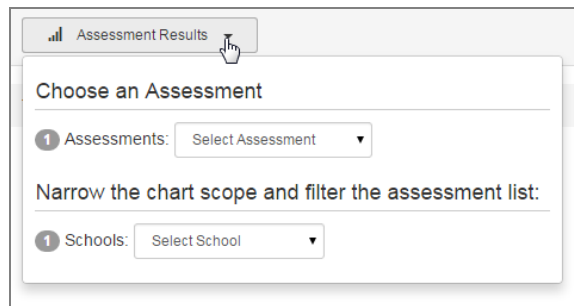 Assessment Results
Choose an Assessment
1 Assessments: Select Assessment
Narrow the chart scope and filter the assessment list:
1 Schools: Select School